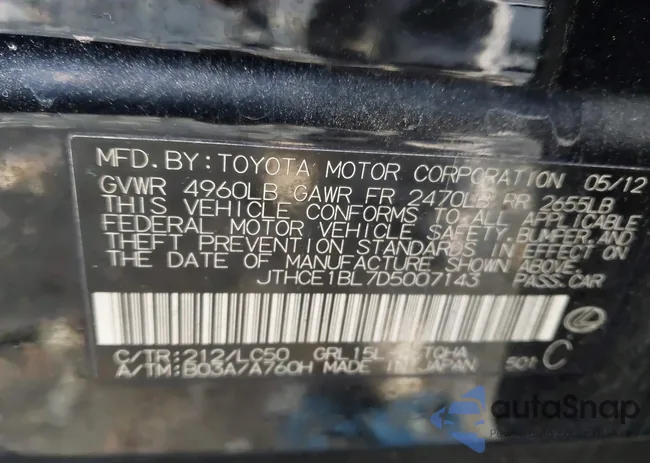 MFD. BY: TOYOTA MOTOR CORPORATION 05/12
GVWR 4960LB GAWR FR 2470LB RR 2655LB
THIS VEHICLE CONFORMS TO ALL APPLICABLE
FEDERAL MOTOR VEHICLE SAFETY, BUMPER, AND
THEFT PREVENTION STANDARDS IN EFFECT ON
THE DATE OF MANUFACTURE SHOWN ABOVE.
JTHCE1BL7D5007143 PASS. CAR
C/TR: 212/LC50 GRL15L
A/TM: B03A/A760H MADE IN JAPAN 501 C
autoSnap